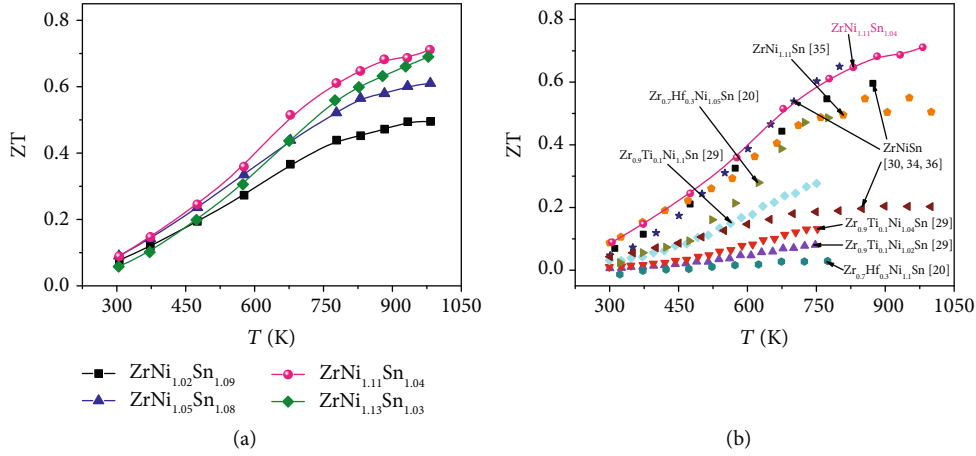 (a)
0.8
0.6
0.4
0.2
0.0
ZT
300 450 600 750 900 1050
T (K)
ZrNi1.02Sn1.09
ZrNi1.05Sn1.08
ZrNi1.11Sn1.04
ZrNi1.13Sn1.03
(a)
(b)
0.8
0.6
0.4
0.2
0.0
ZT
ZrNi1.11Sn1.04
ZrNi1.11Sn [35]
Zr0.7Hf0.3Ni1.05Sn [20]
Zr0.9Ti0.1Ni1.1Sn [29]
ZrNiSn
[30, 34, 36]
Zr0.9Ti0.1Ni1.04Sn [29]
Zr0.9Ti0.1Ni1.02Sn [29]
Zr0.7Hf0.3Ni1.1Sn [20]
300 450 600 750 900 1050
T (K)
(b)